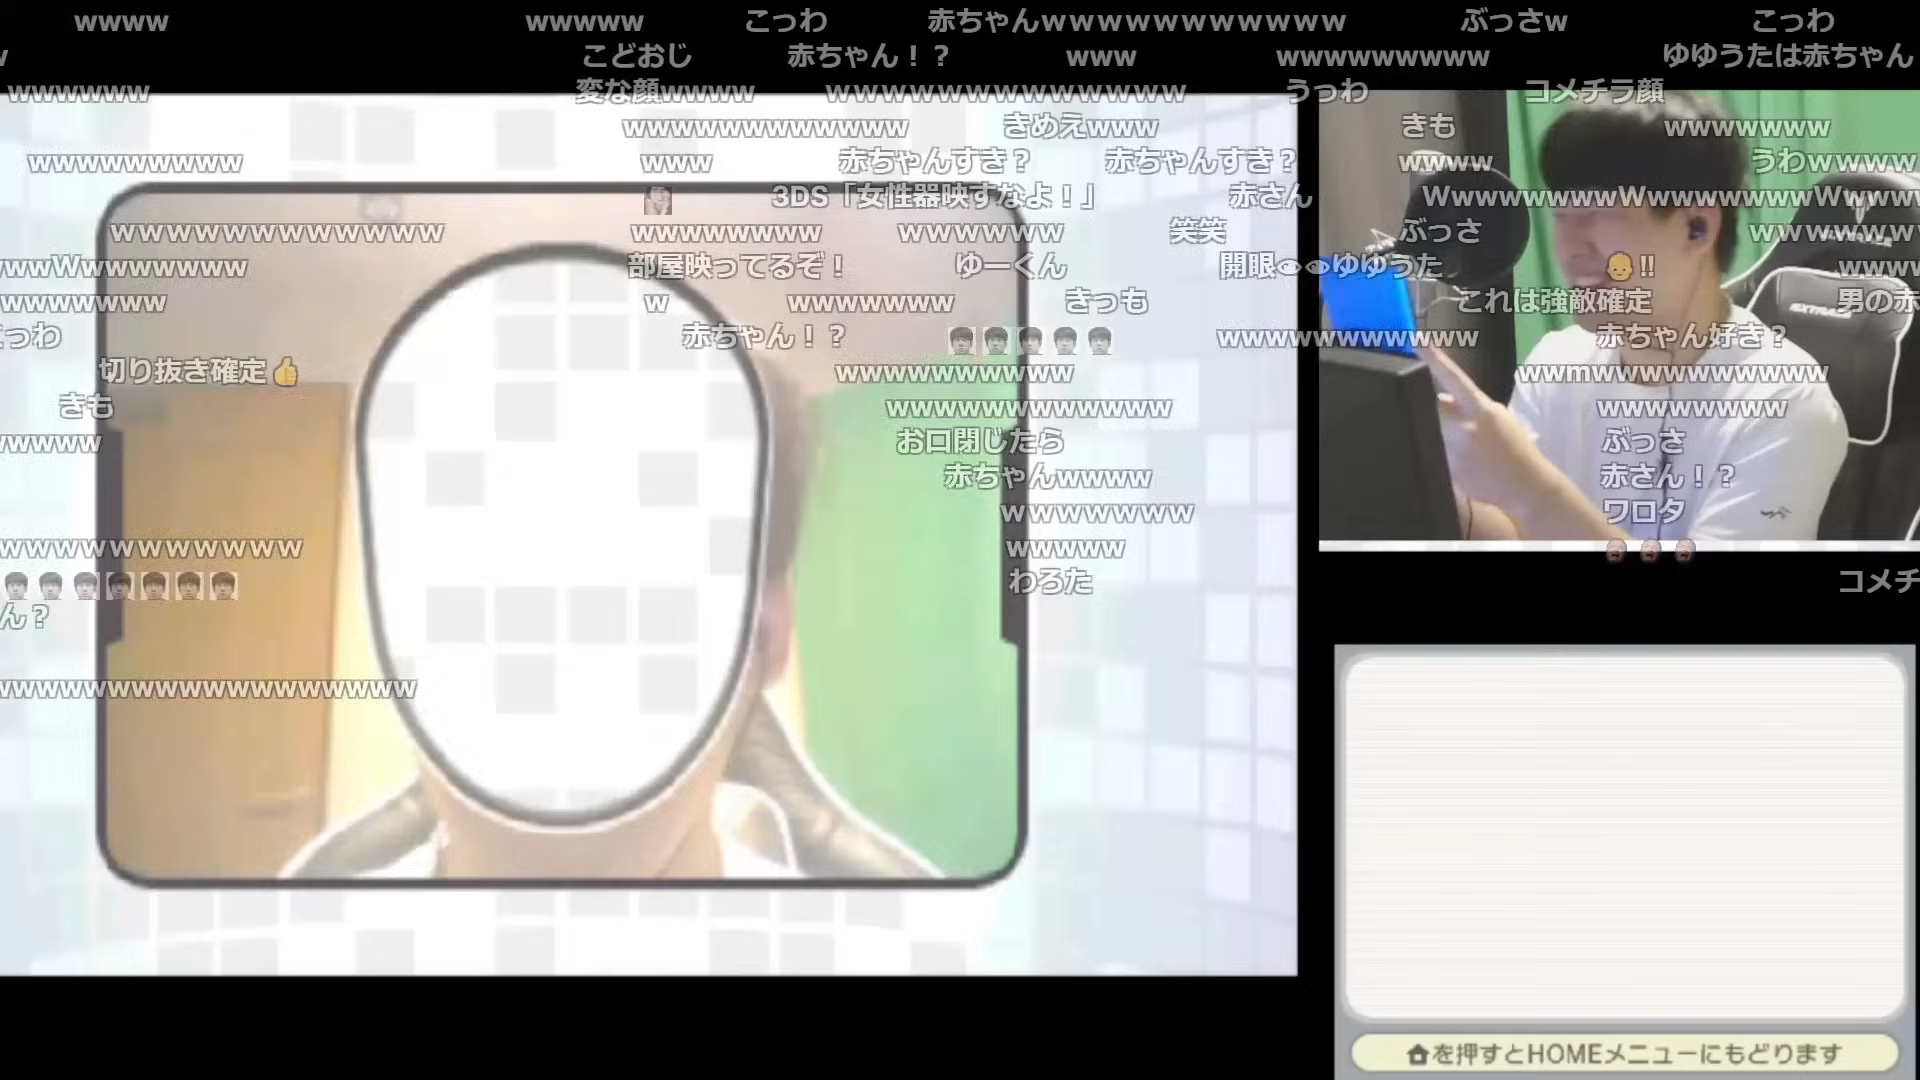 wwww wwwww こっわ 赤ちゃんwwwwwwwwwww ぶっさw こっわ
こどおじ 赤ちゃん！？ www wwwwwwwww ゆゆうたは赤ちゃん
wwwwww 変な顔wwww wwwwwwwwwwwww うっわ コメチラ顔
wwwwwwwwwwww きめえwww きも wwwwwww
wwwwwwwww www 赤ちゃんすき？ 赤ちゃんすき？ wwww うわwwww
3DS「女性器映すなよ！」 赤さん
wwwwwwwwwwww wwwwwwww wwwwww 笑笑 ぶっさ
部屋映ってるぞ！ ゆーくん 開眼👁👁ゆゆうた 👶‼
wwwwwww w wwwwwww きっも これは強敵確定 男の赤
っわ 赤ちゃん！？ wwwwwwwwwww 赤ちゃん好き？
切り抜き確定👍 wwwwwwwwww wwmwwwwwwwww
きも wwwwwwwwwwww wwwwwwww
wwwww お口閉じたら ぶっさ
赤ちゃんwwww 赤さん！？
wwwwwww ワロタ
wwwwwwwwwww wwwww
わろた コメチ
ん？
wwwwwwwwwwwwwwwww
EXTREME
を押すとHOMEメニューにもどります